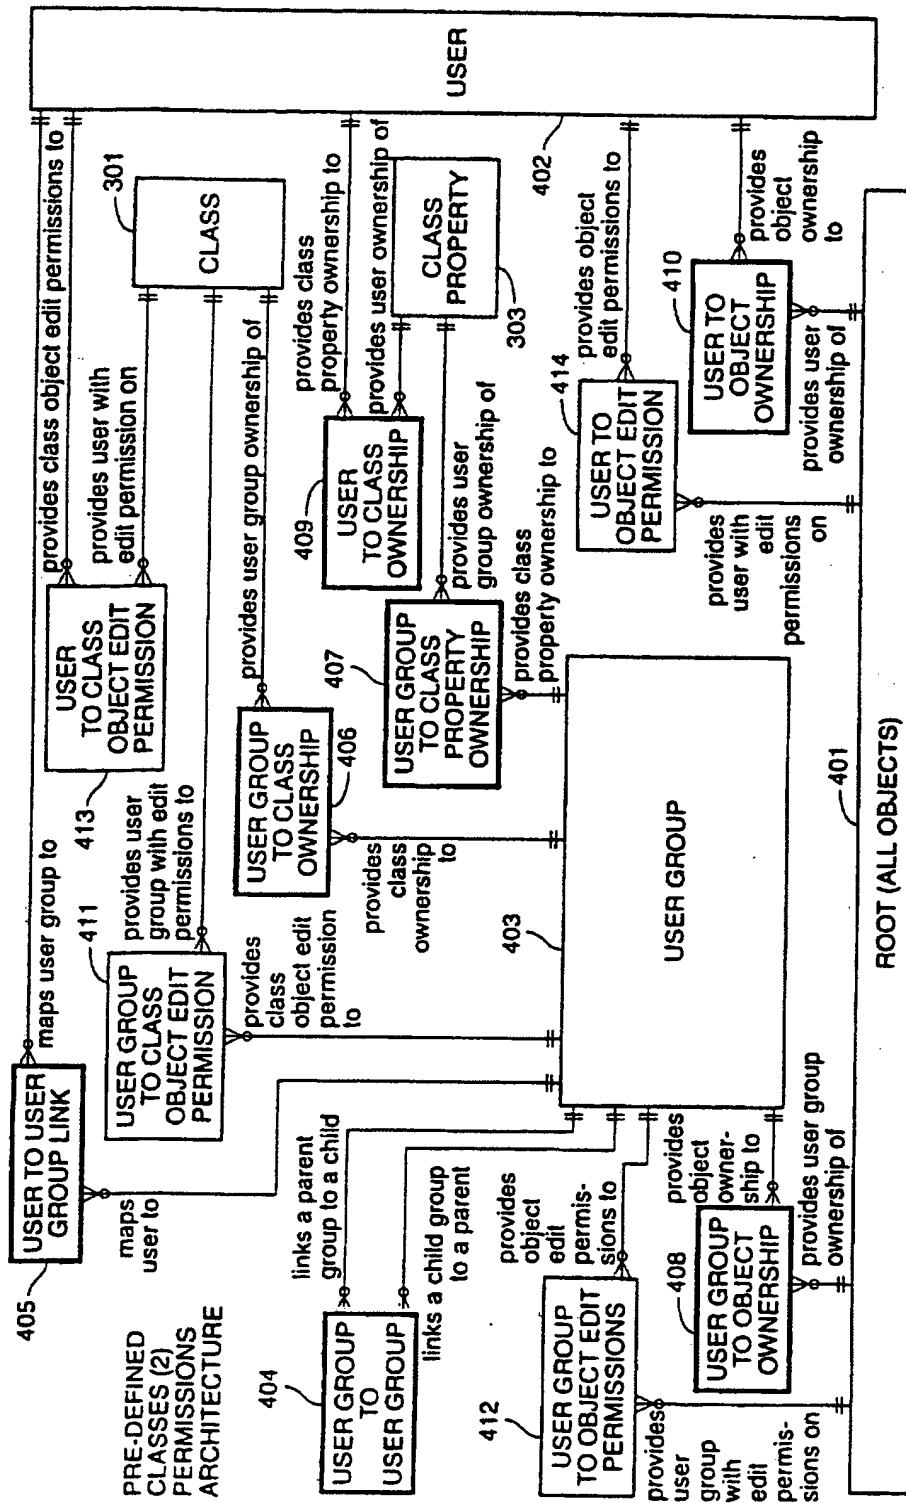 PRE-DEFINED
CLASSES (2)
PERMISSIONS
ARCHITECTURE
405
USER TO USER
GROUP LINK
maps user group to
maps
user to
provides class object edit permissions to
USER
402
413
USER
TO CLASS
OBJECT EDIT
PERMISSION
provides user with
edit permission on
301
CLASS
411
USER GROUP
TO CLASS
OBJECT EDIT
PERMISSION
provides user
group with edit
permissions to
provides
class
object edit
permission
to
USER GROUP
TO CLASS
OWNERSHIP
406
provides user group ownership of
provides
class
ownership
to
409
USER
TO CLASS
OWNERSHIP
provides class
property ownership to
provides user ownership of
CLASS
PROPERTY
303
407
USER GROUP
TO CLASS
PROPERTY
OWNERSHIP
provides user
group ownership of
provides class
property ownership to
404
USER GROUP
TO
USER GROUP
links a parent
group to a child
links a child group
to a parent
403
USER GROUP
414
USER TO
OBJECT EDIT
PERMISSION
provides object
edit permissions to
provides
user with
edit
permissions
on
410
USER TO
OBJECT
OWNERSHIP
provides
object
ownership
to
provides user
ownership of
412
USER GROUP
TO OBJECT EDIT
PERMISSIONS
provides
object
edit
permis-
sions to
provides
user
group
with
edit
permis-
sions on
408
USER GROUP
TO OBJECT
OWNERSHIP
provides
object
owner-
ship to
provides user group
ownership of
401
ROOT (ALL OBJECTS)